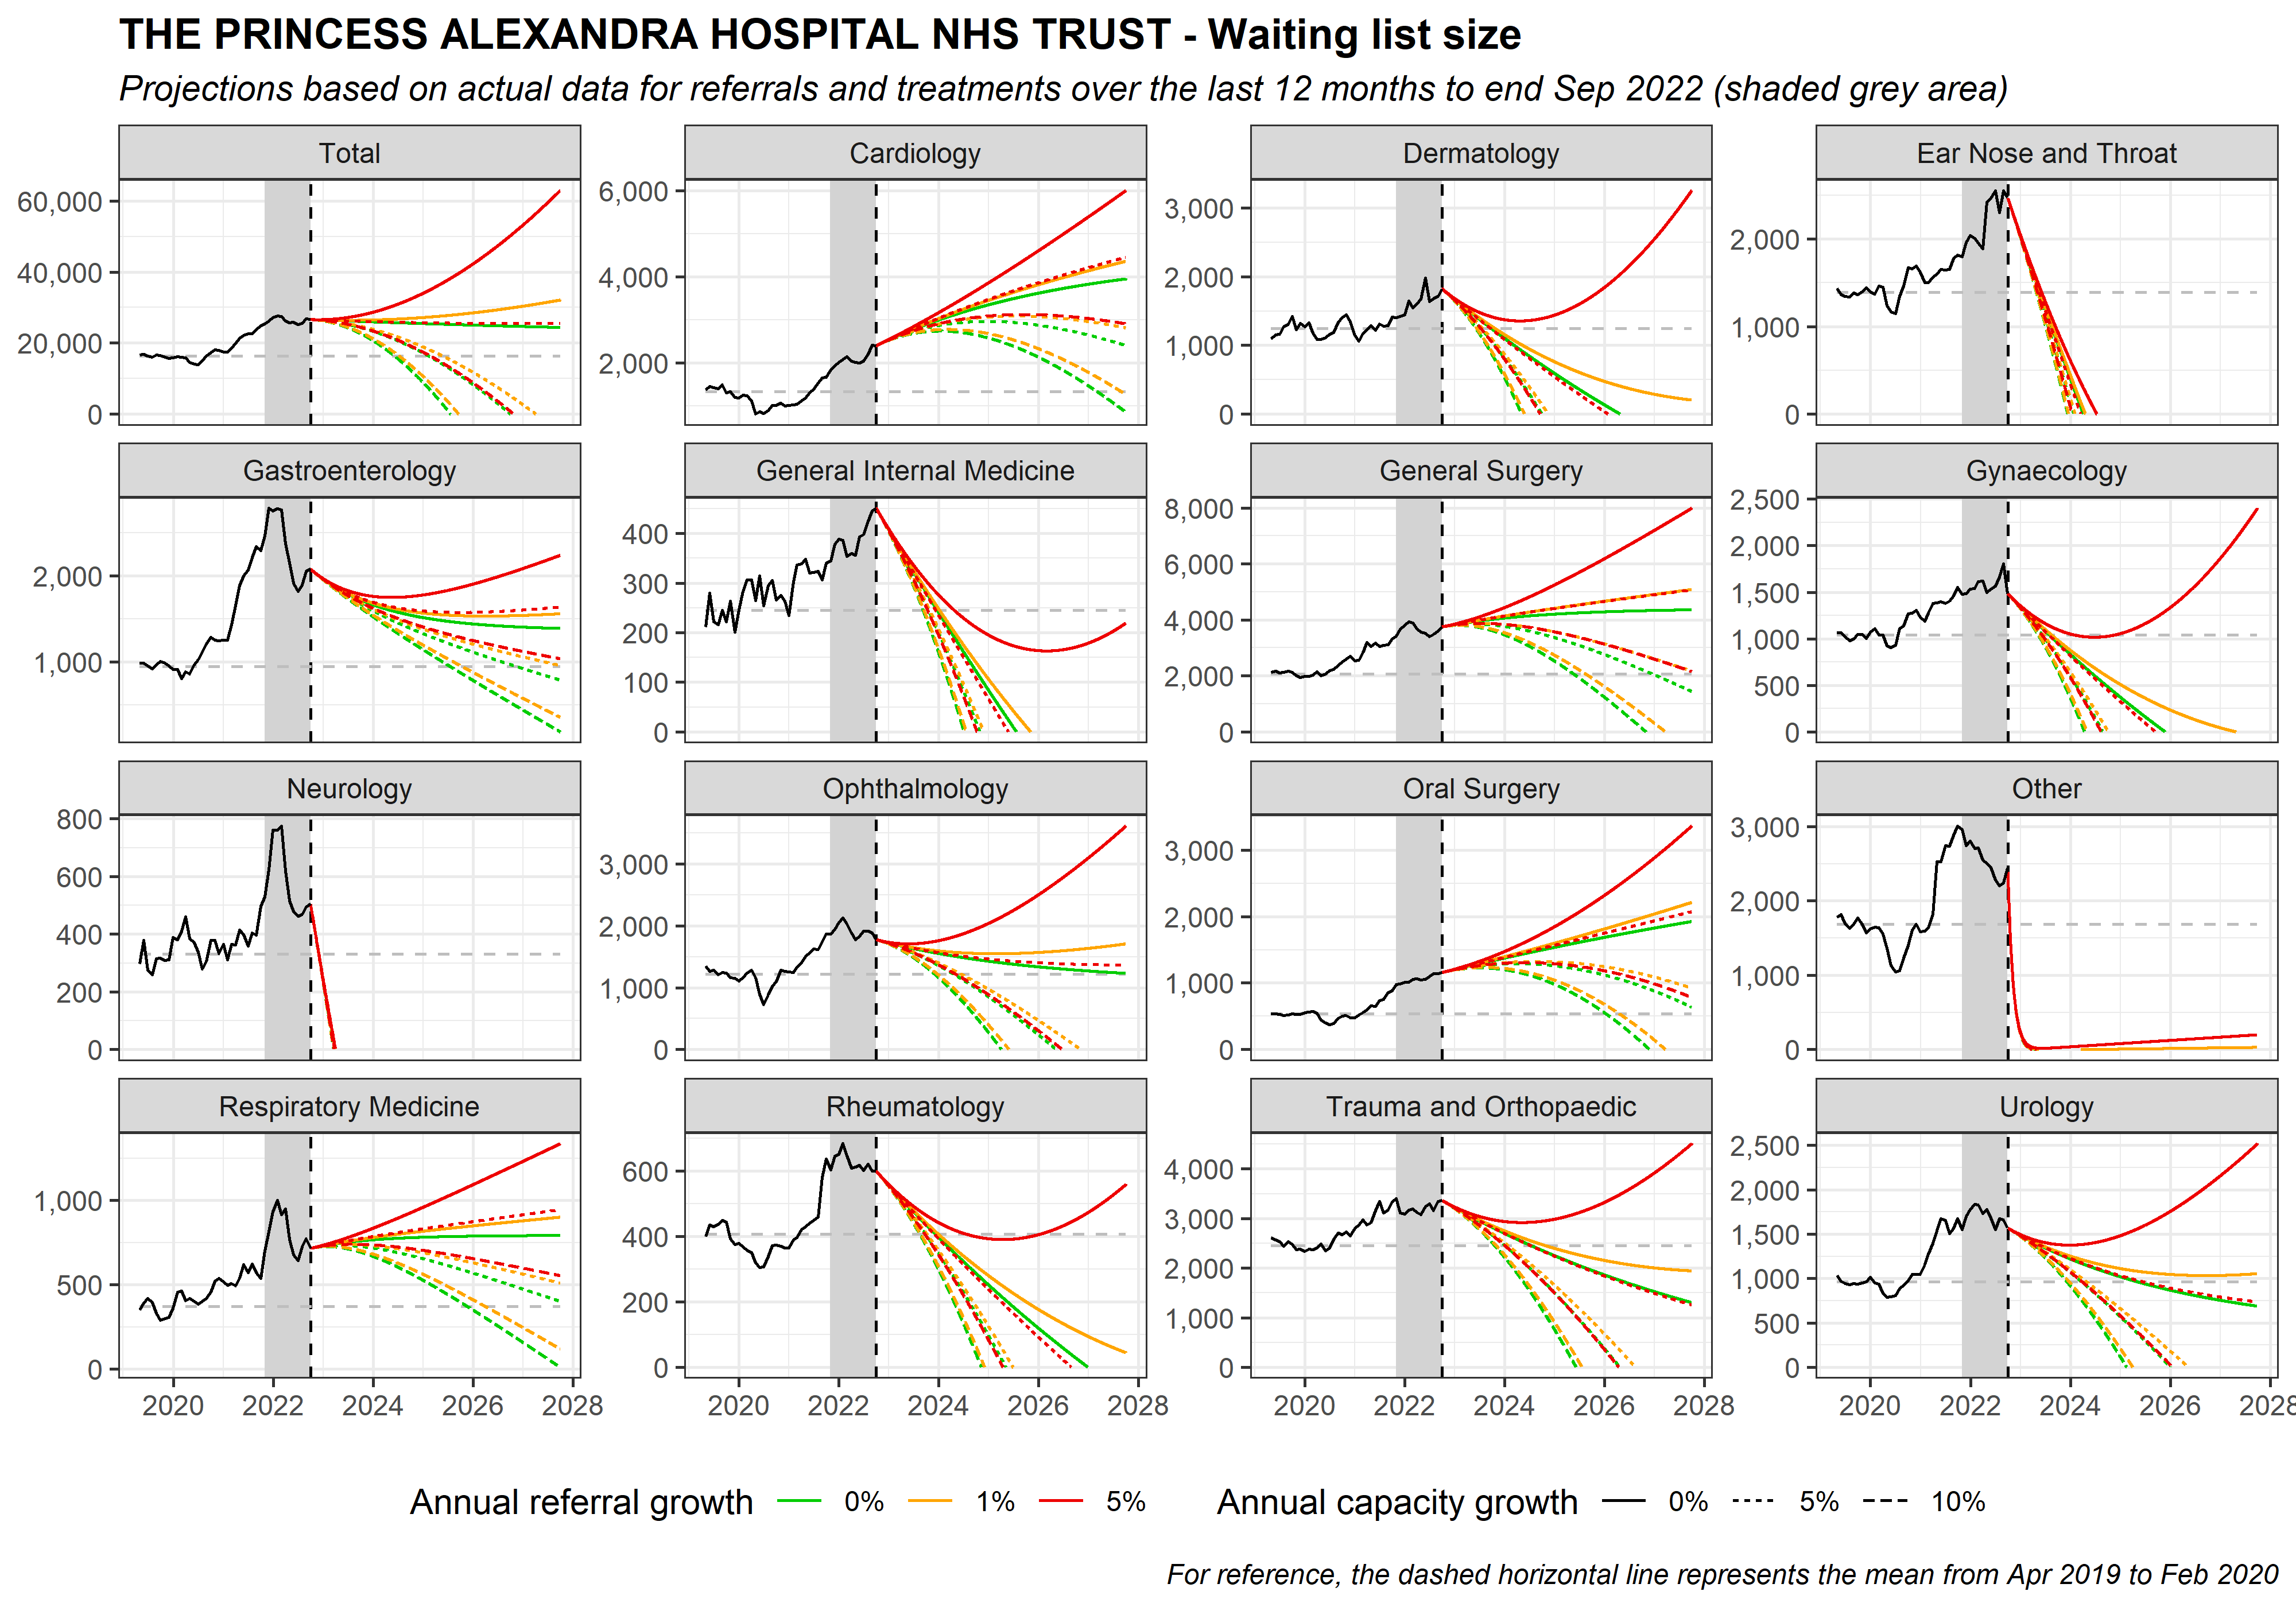 THE PRINCESS ALEXANDRA HOSPITAL NHS TRUST - Waiting list size
Projections based on actual data for referrals and treatments over the last 12 months to end Sep 2022 (shaded grey area)
Total
60,000
40,000
20,000
0
Cardiology
6,000
4,000
2,000
Dermatology
3,000
2,000
1,000
0
Ear Nose and Throat
2,000
1,000
0
Gastroenterology
2,000
1,000
General Internal Medicine
400
300
200
100
0
General Surgery
8,000
6,000
4,000
2,000
0
Gynaecology
2,500
2,000
1,500
1,000
500
0
Neurology
800
600
400
200
0
Ophthalmology
3,000
2,000
1,000
0
Oral Surgery
3,000
2,000
1,000
0
Other
3,000
2,000
1,000
0
Respiratory Medicine
1,000
500
0
2020 2022 2024 2026 2028
Rheumatology
600
400
200
0
2020 2022 2024 2026 2028
Trauma and Orthopaedic
4,000
3,000
2,000
1,000
0
2020 2022 2024 2026 2028
Urology
2,500
2,000
1,500
1,000
500
0
2020 2022 2024 2026 2028
Annual referral growth 0% 1% 5%
Annual capacity growth 0% 5% 10%
For reference, the dashed horizontal line represents the mean from Apr 2019 to Feb 2020